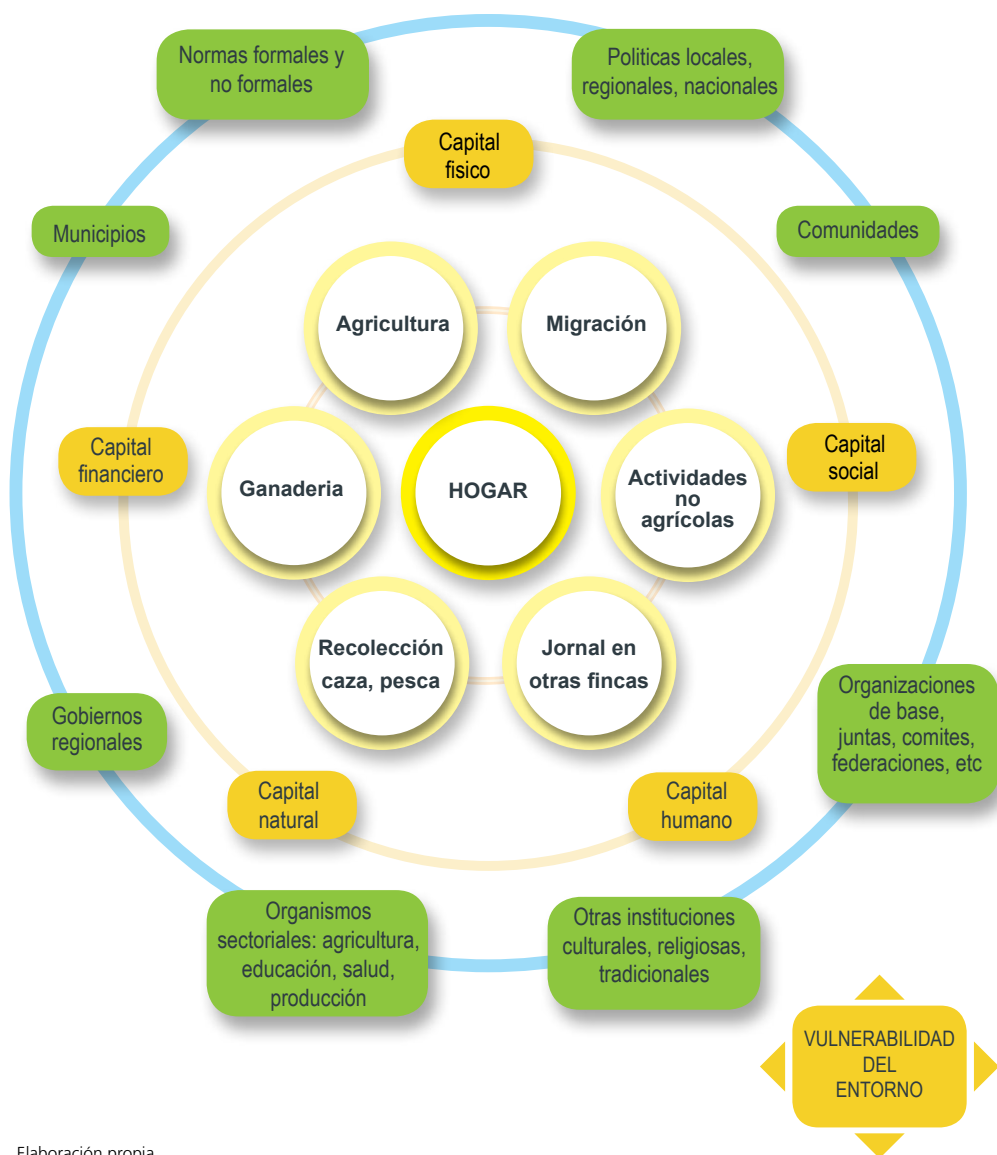 Normas formales y
no formales
Politicas locales,
regionales, nacionales
Capital
fisico
Municipios
Comunidades
Agricultura
Migración
Capital
financiero
Ganaderia
HOGAR
Actividades
no
agrícolas
Capital
social
Recolección
caza, pesca
Jornal en
otras fincas
Gobiernos
regionales
Organizaciones
de base,
juntas, comites,
federaciones, etc
Capital
natural
Capital
humano
Organismos
sectoriales: agricultura,
educación, salud,
producción
Otras instituciones
culturales, religiosas,
tradicionales
VULNERABILIDAD
DEL
ENTORNO
Elaboración propia